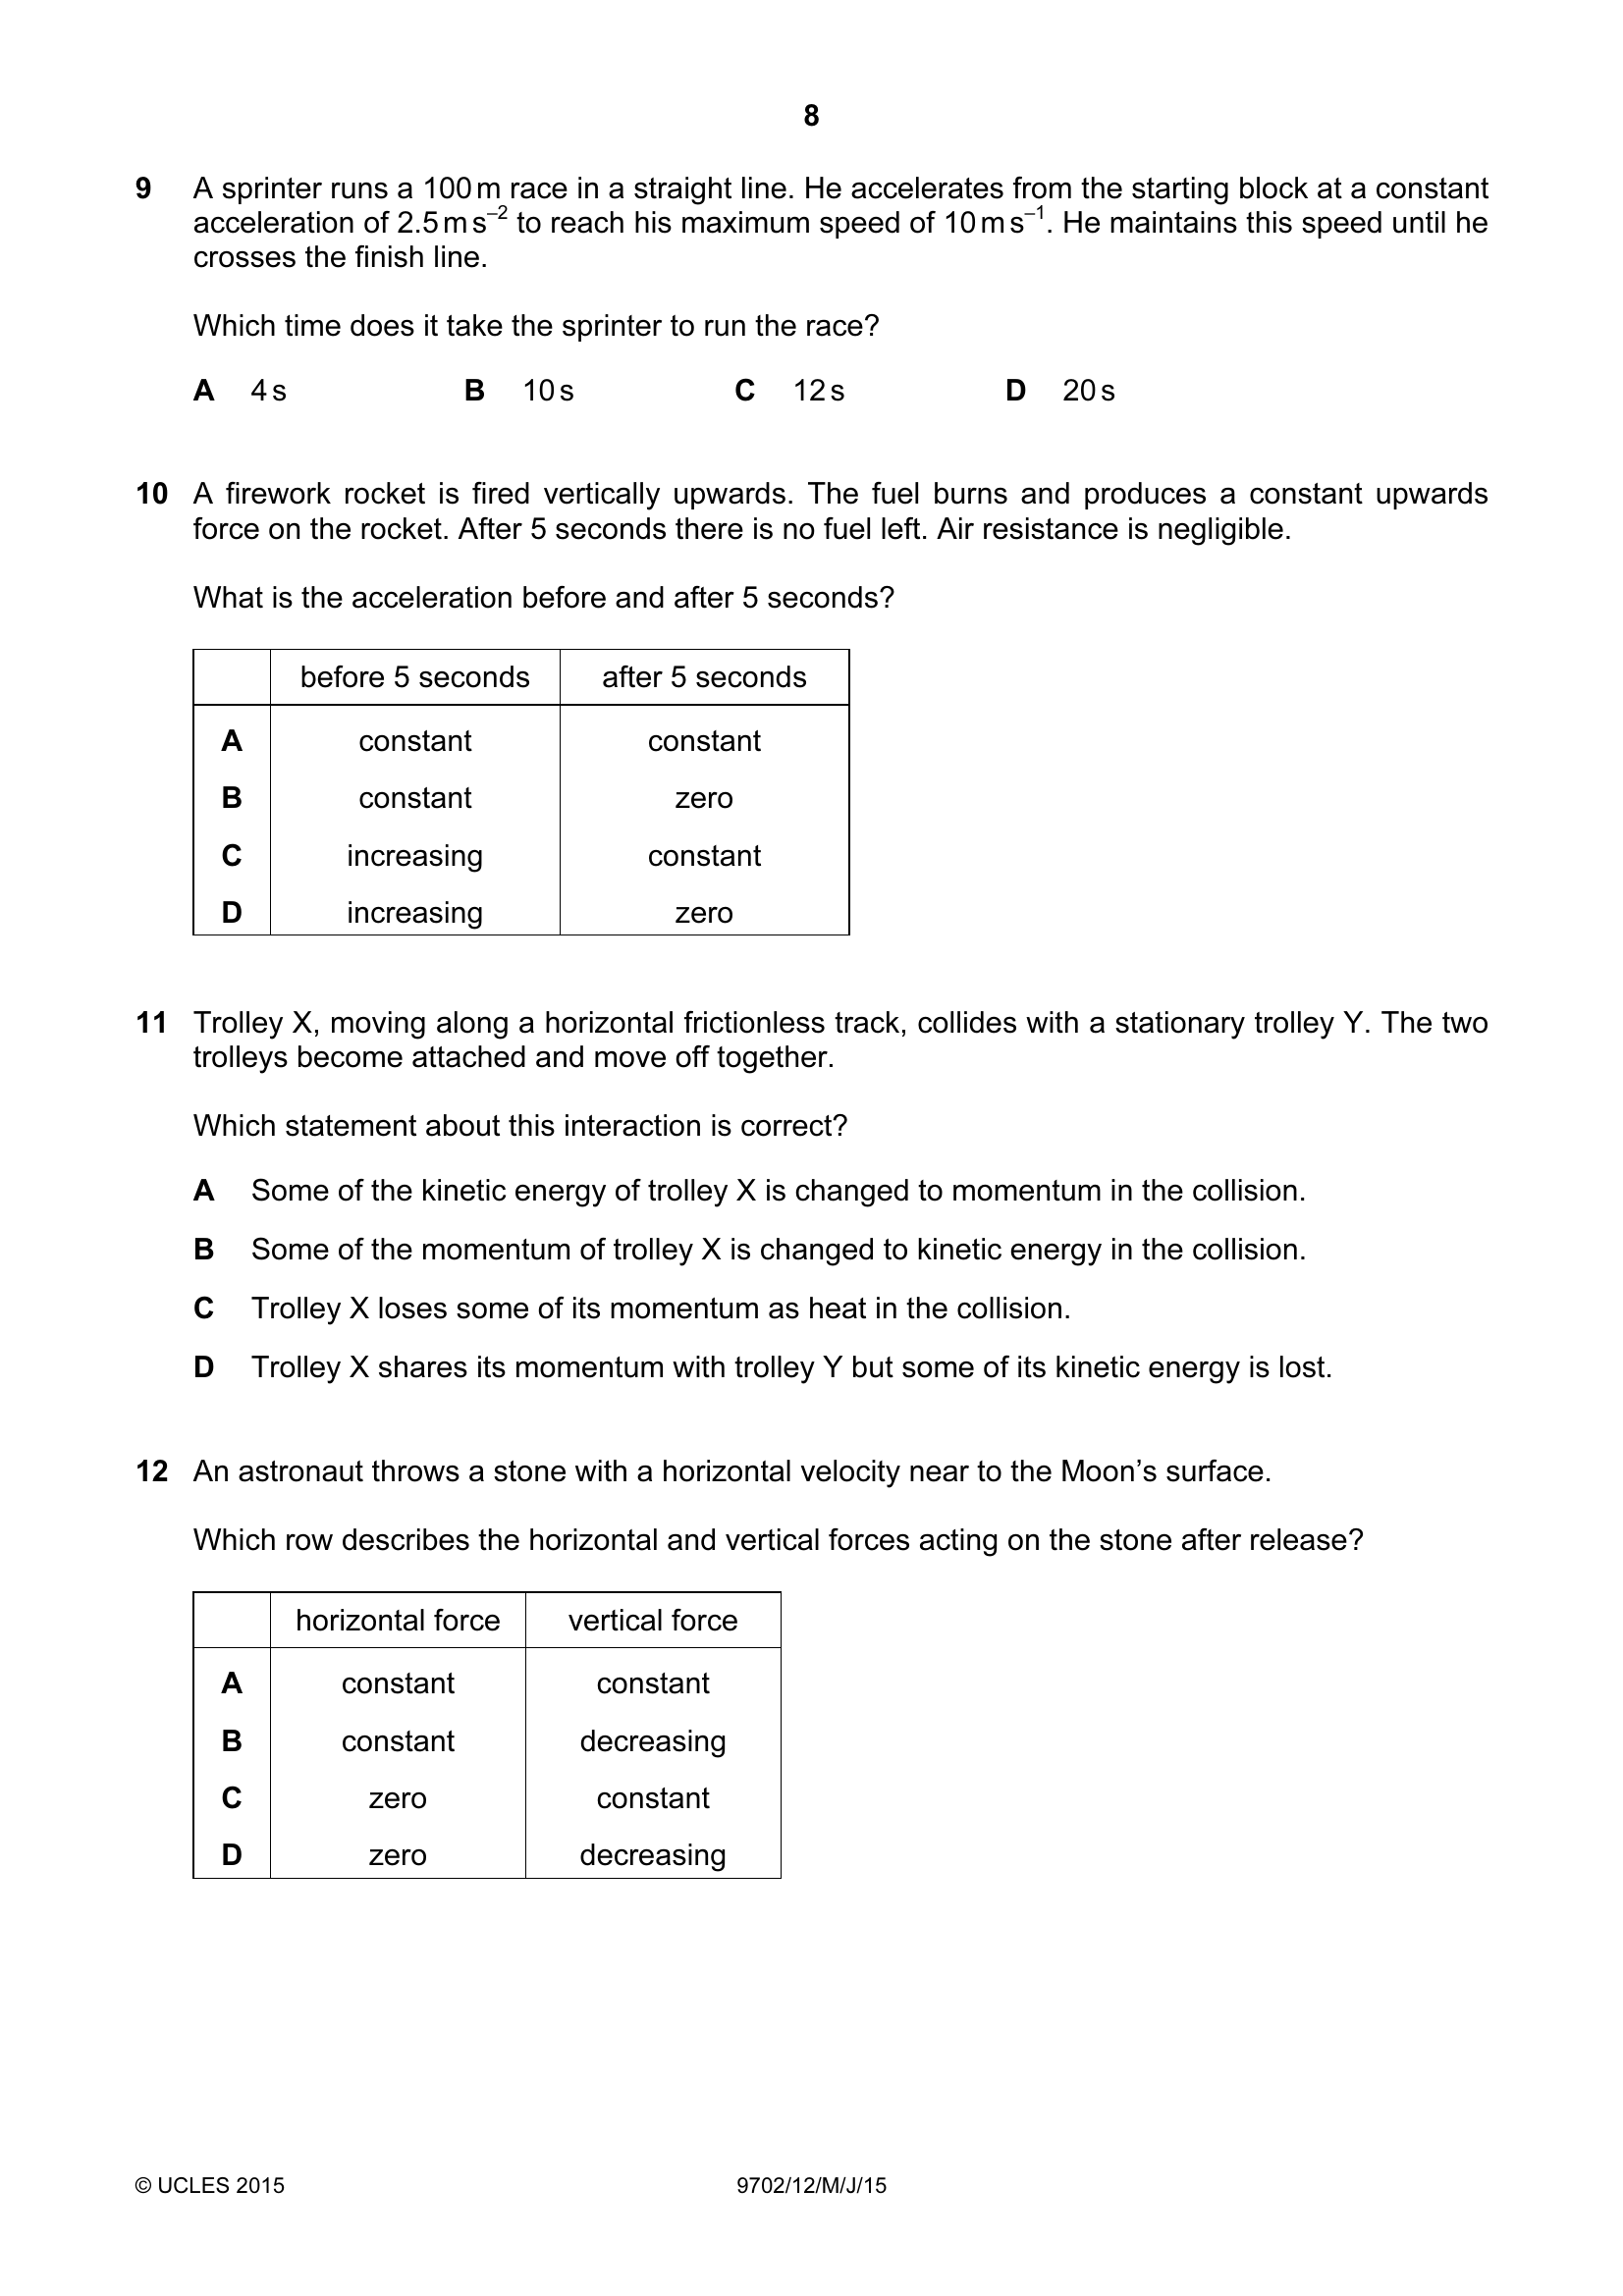 8
9 A sprinter runs a 100 m race in a straight line. He accelerates from the starting block at a constant
acceleration of 2.5 m s⁻² to reach his maximum speed of 10 m s⁻¹. He maintains this speed until he
crosses the finish line.
Which time does it take the sprinter to run the race?
A 4 s B 10 s C 12 s D 20 s
10 A firework rocket is fired vertically upwards. The fuel burns and produces a constant upwards
force on the rocket. After 5 seconds there is no fuel left. Air resistance is negligible.
What is the acceleration before and after 5 seconds?
before 5 seconds after 5 seconds
A constant constant
B constant zero
C increasing constant
D increasing zero
11 Trolley X, moving along a horizontal frictionless track, collides with a stationary trolley Y. The two
trolleys become attached and move off together.
Which statement about this interaction is correct?
A Some of the kinetic energy of trolley X is changed to momentum in the collision.
B Some of the momentum of trolley X is changed to kinetic energy in the collision.
C Trolley X loses some of its momentum as heat in the collision.
D Trolley X shares its momentum with trolley Y but some of its kinetic energy is lost.
12 An astronaut throws a stone with a horizontal velocity near to the Moon’s surface.
Which row describes the horizontal and vertical forces acting on the stone after release?
horizontal force vertical force
A constant constant
B constant decreasing
C zero constant
D zero decreasing
© UCLES 2015 9702/12/M/J/15